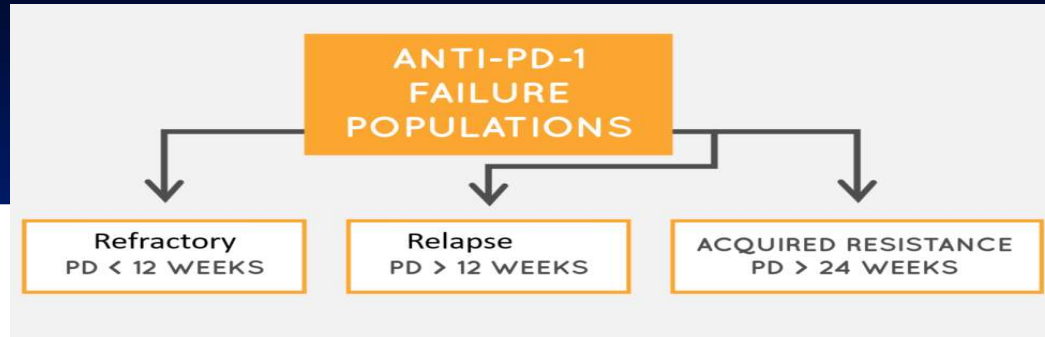 ANTI-PD-1
FAILURE
POPULATIONS
Refractory
PD < 12 WEEKS
Relapse
PD > 12 WEEKS
ACQUIRED RESISTANCE
PD > 24 WEEKS